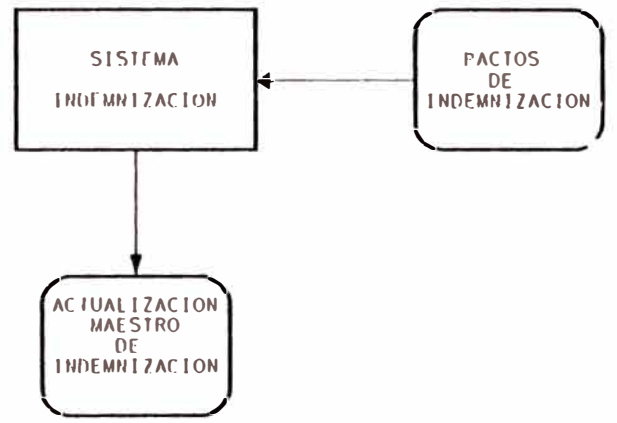 SISTEMA
INDEMNIZACION
PACTOS
DE
INDEMNIZACION
ACTUALIZACION
MAESTRO
DE
INDEMNIZACION